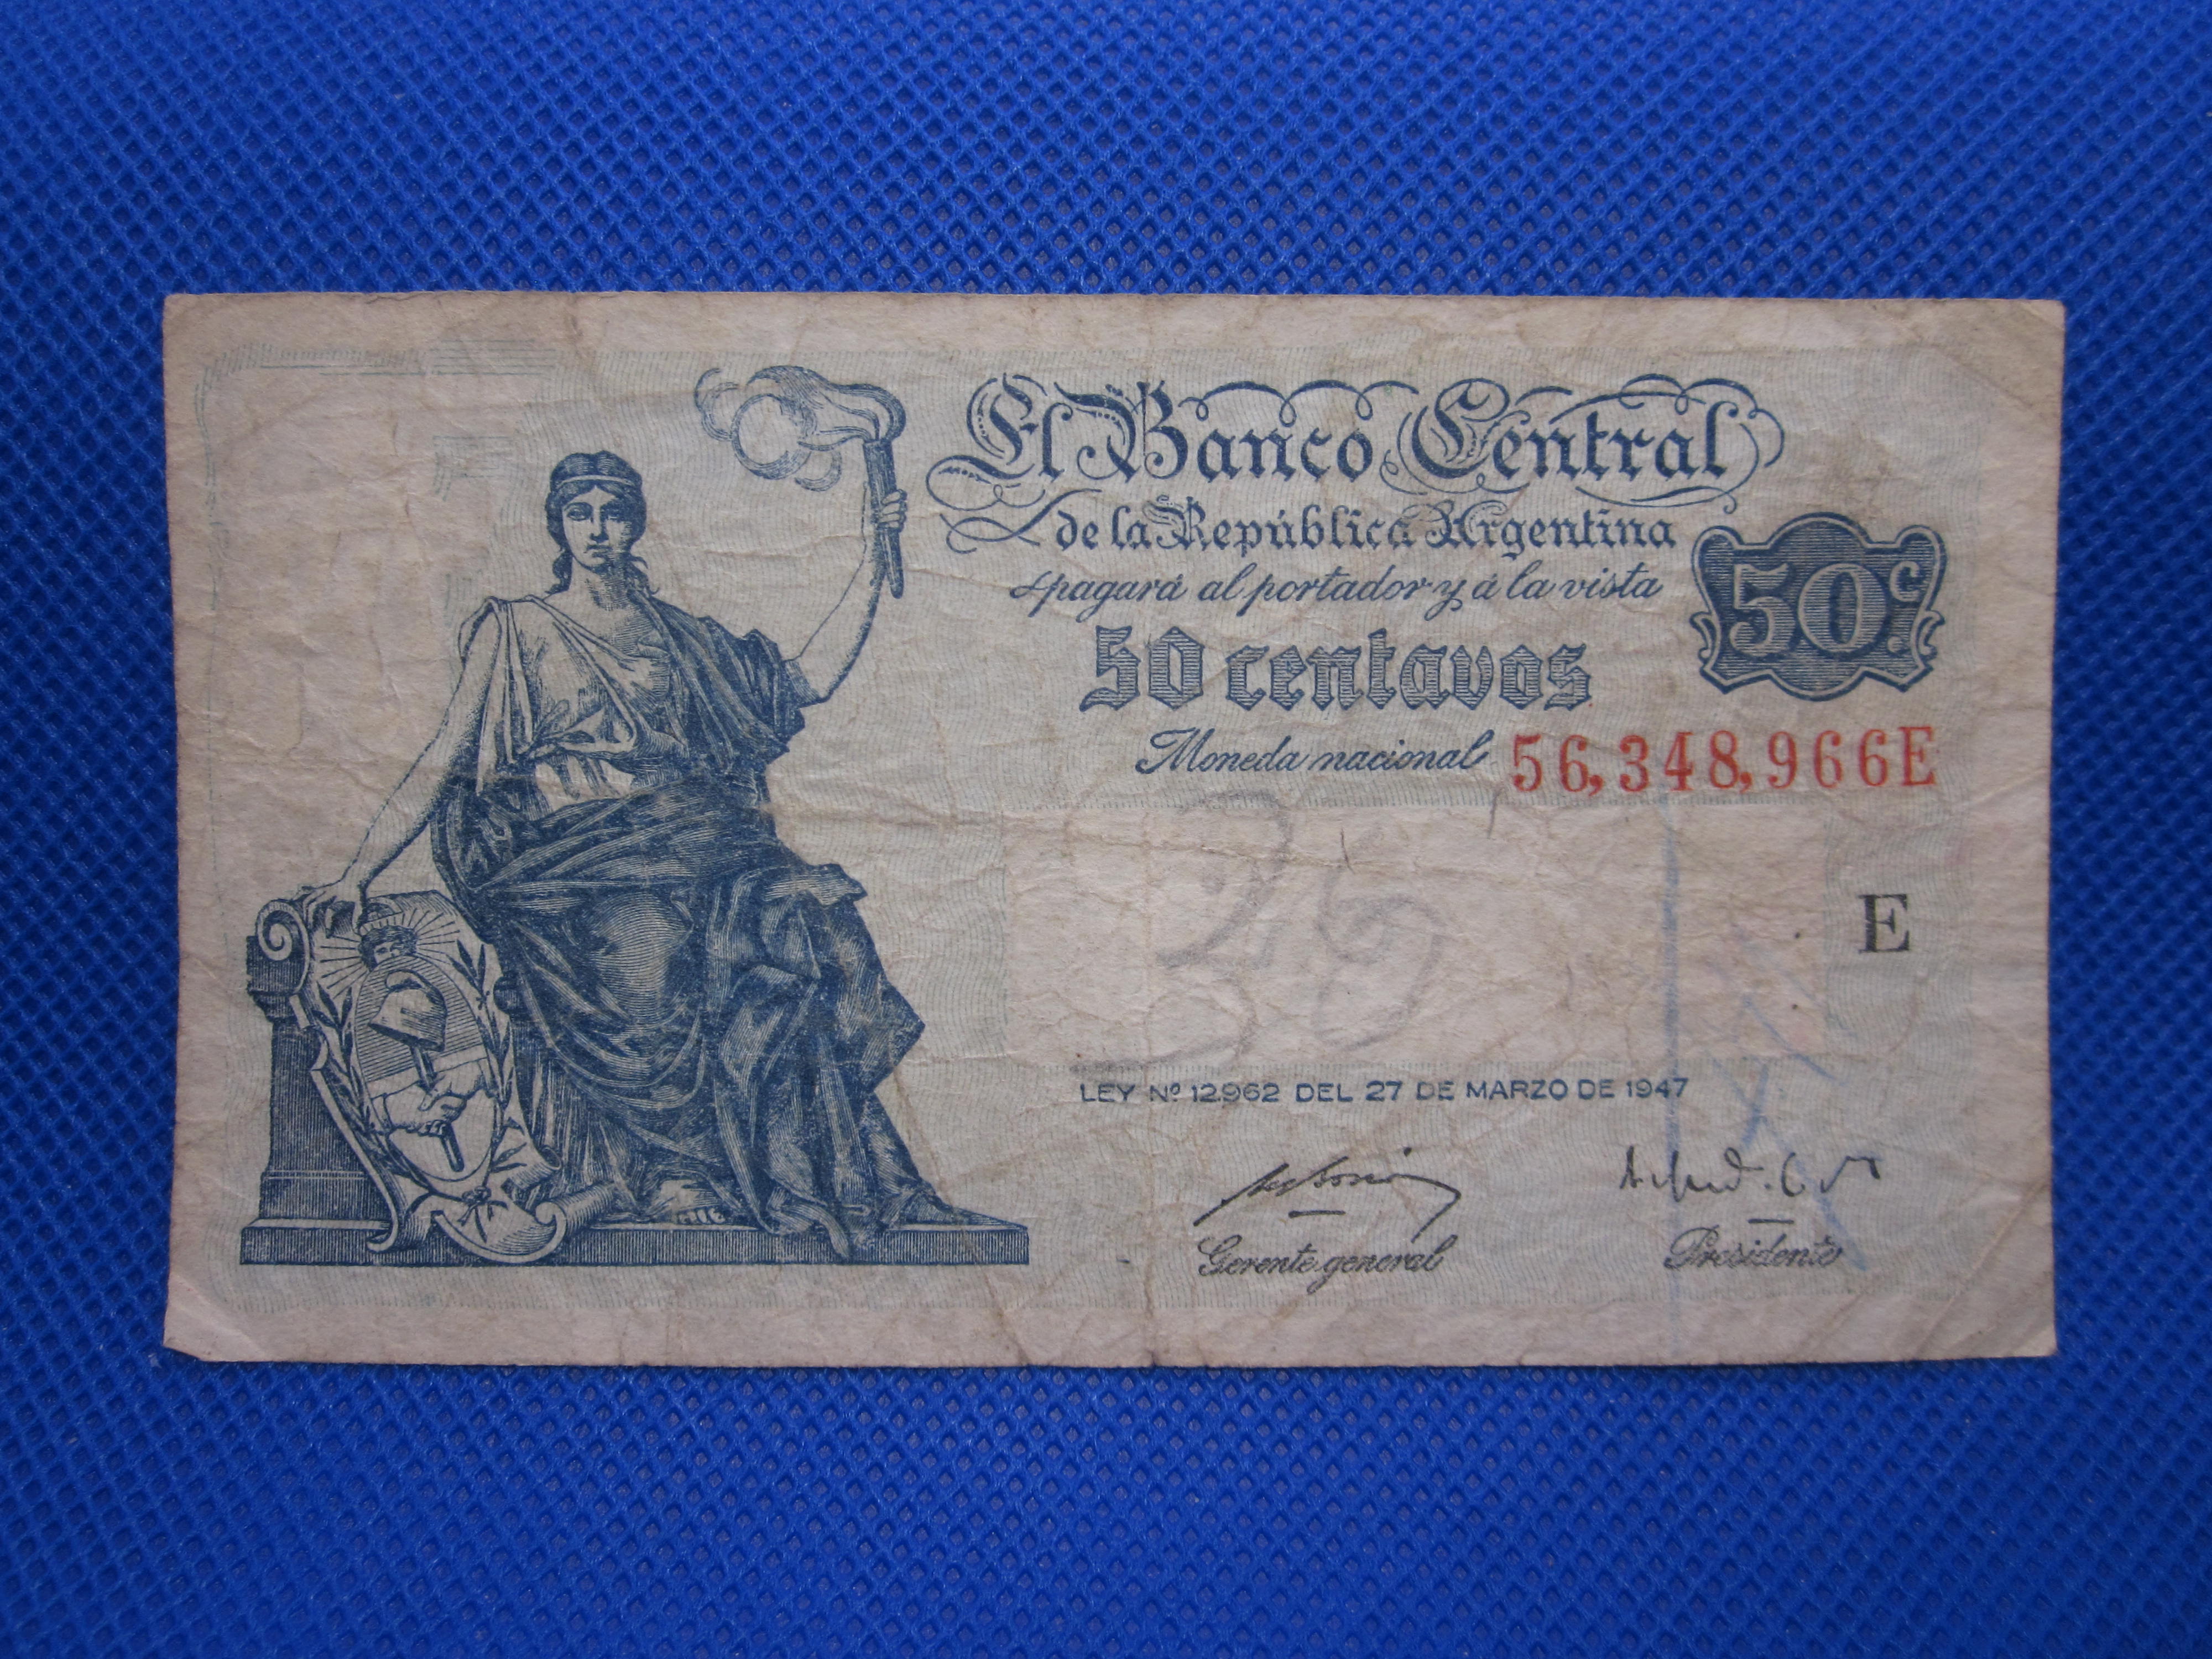 El Banco Central
de la República Argentina
pagará al portador y á la vista
50 centavos
50 c.
Moneda nacional 56,348,966E
E
LEY Nº 12.962 DEL 27 DE MARZO DE 1947
Gerente general
Presidente